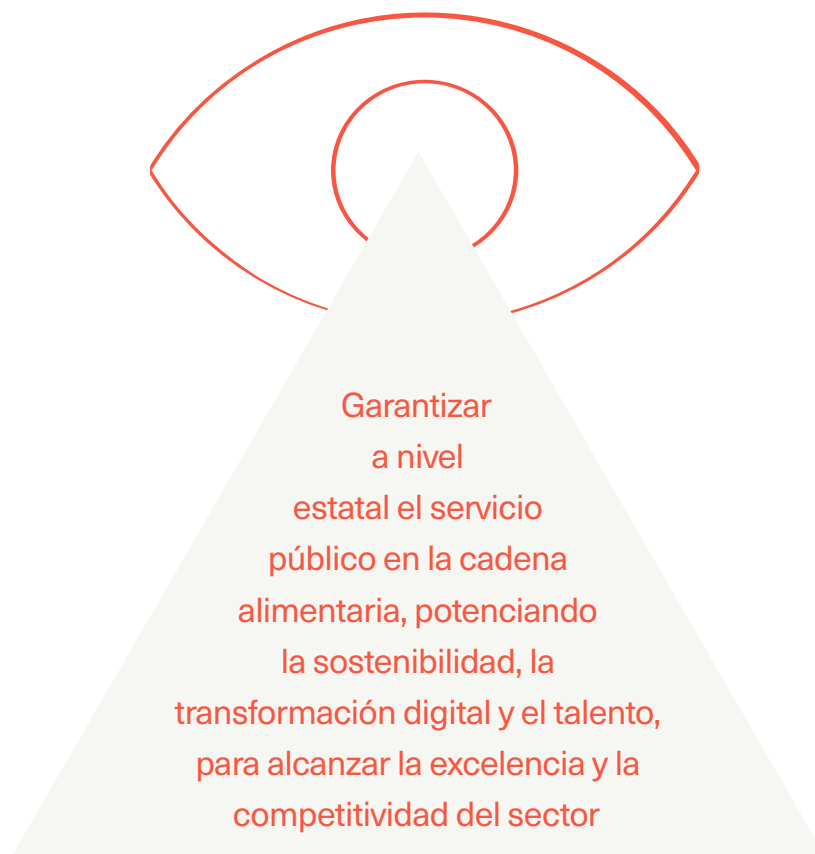 Garantizar
a nivel
estatal el servicio
público en la cadena
alimentaria, potenciando
la sostenibilidad, la
transformación digital y el talento,
para alcanzar la excelencia y la
competitividad del sector